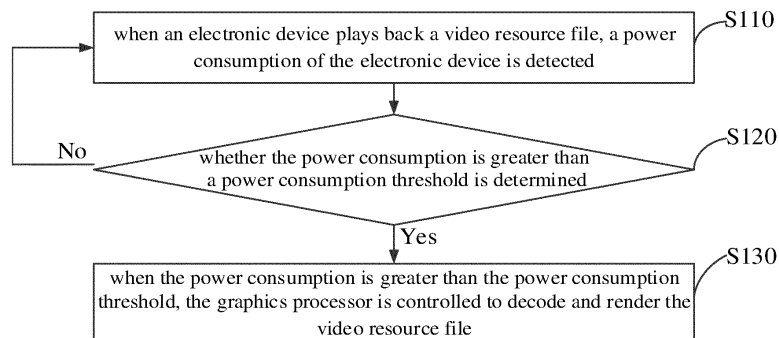 S110
when an electronic device plays back a video resource file, a power
consumption of the electronic device is detected
No
S120
whether the power consumption is greater than
a power consumption threshold is determined
Yes
S130
when the power consumption is greater than the power consumption
threshold, the graphics processor is controlled to decode and render the
video resource file